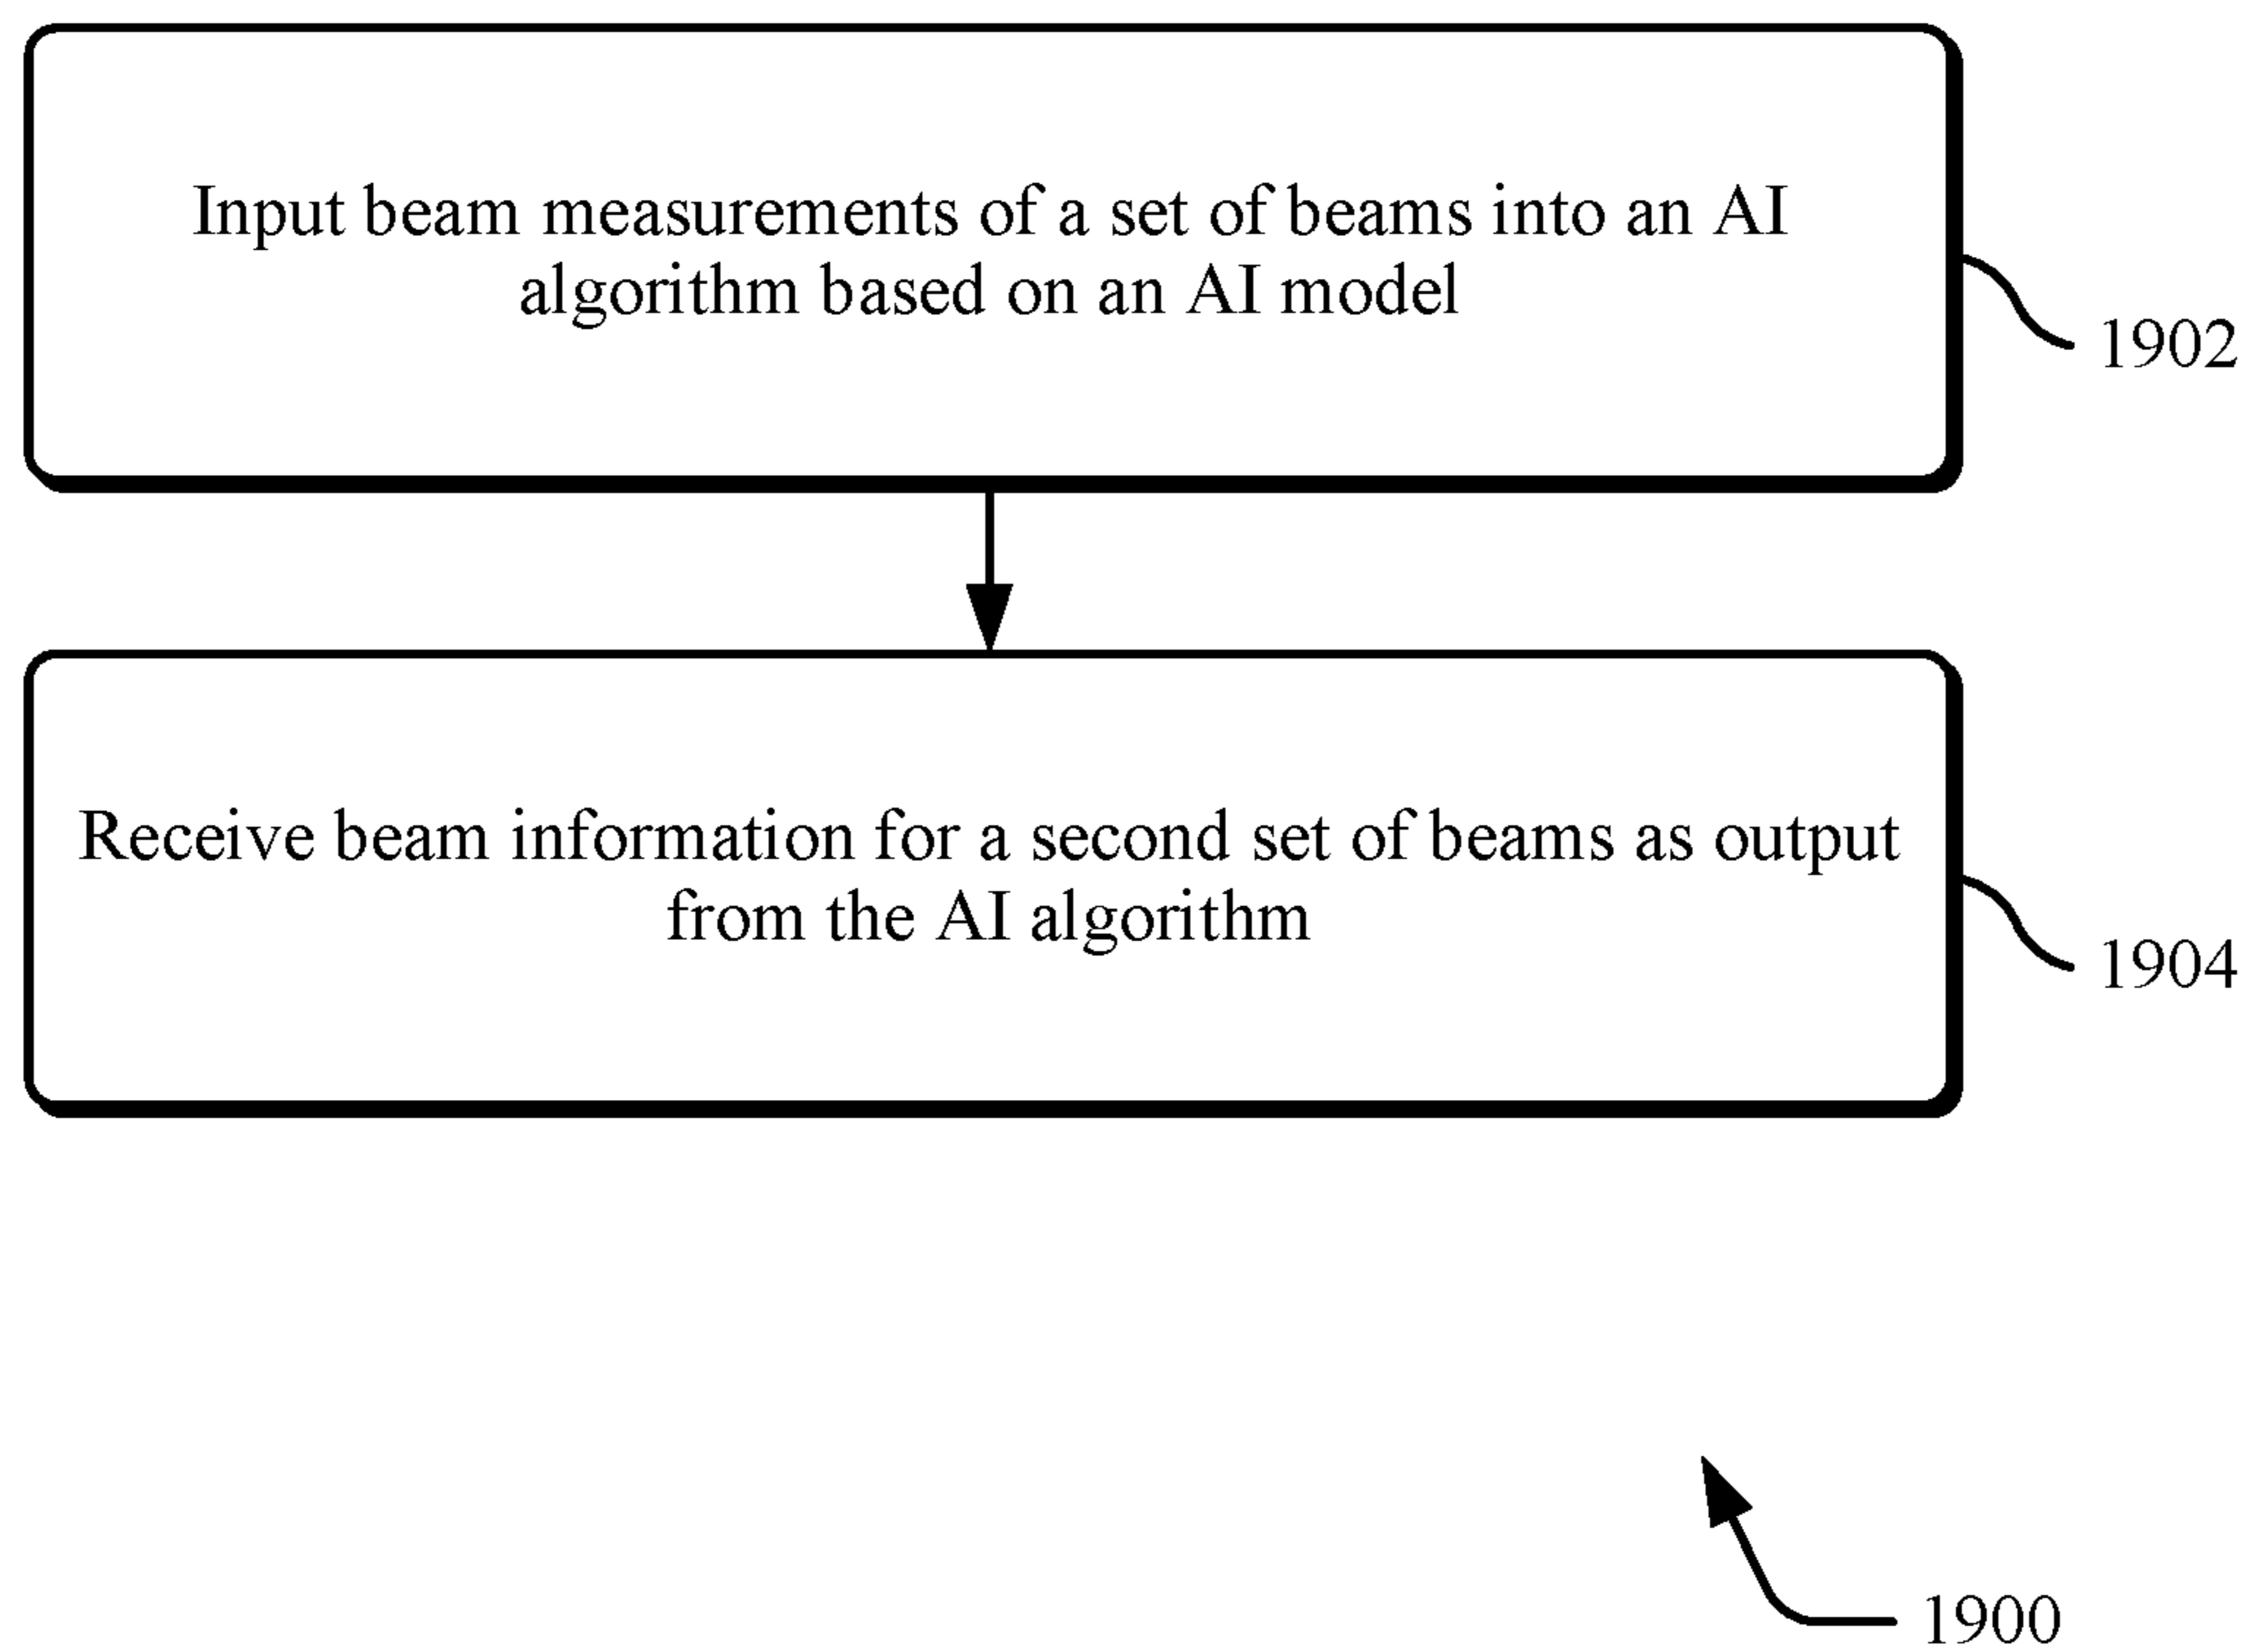 Input beam measurements of a set of beams into an AI
algorithm based on an AI model
1902
Receive beam information for a second set of beams as output
from the AI algorithm
1904
1900